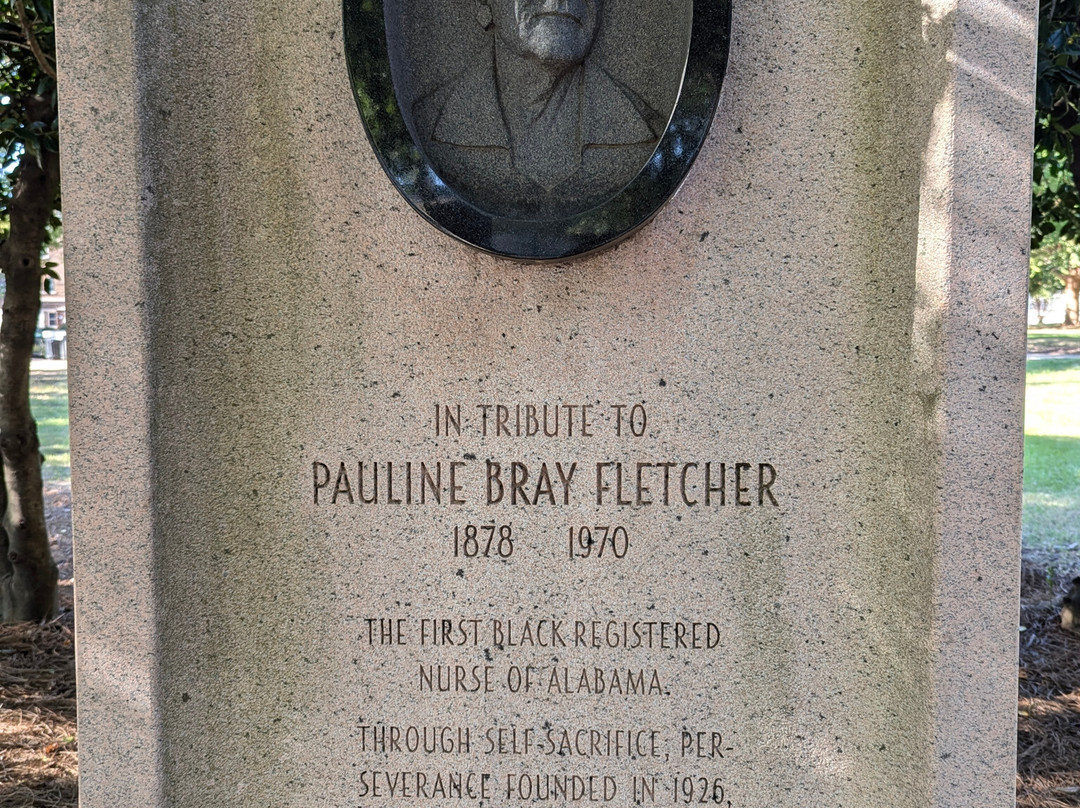 IN TRIBUTE TO
PAULINE BRAY FLETCHER
1878 1970
THE FIRST BLACK REGISTERED
NURSE OF ALABAMA.
THROUGH SELF-SACRIFICE, PER-
SEVERANCE FOUNDED IN 1926,